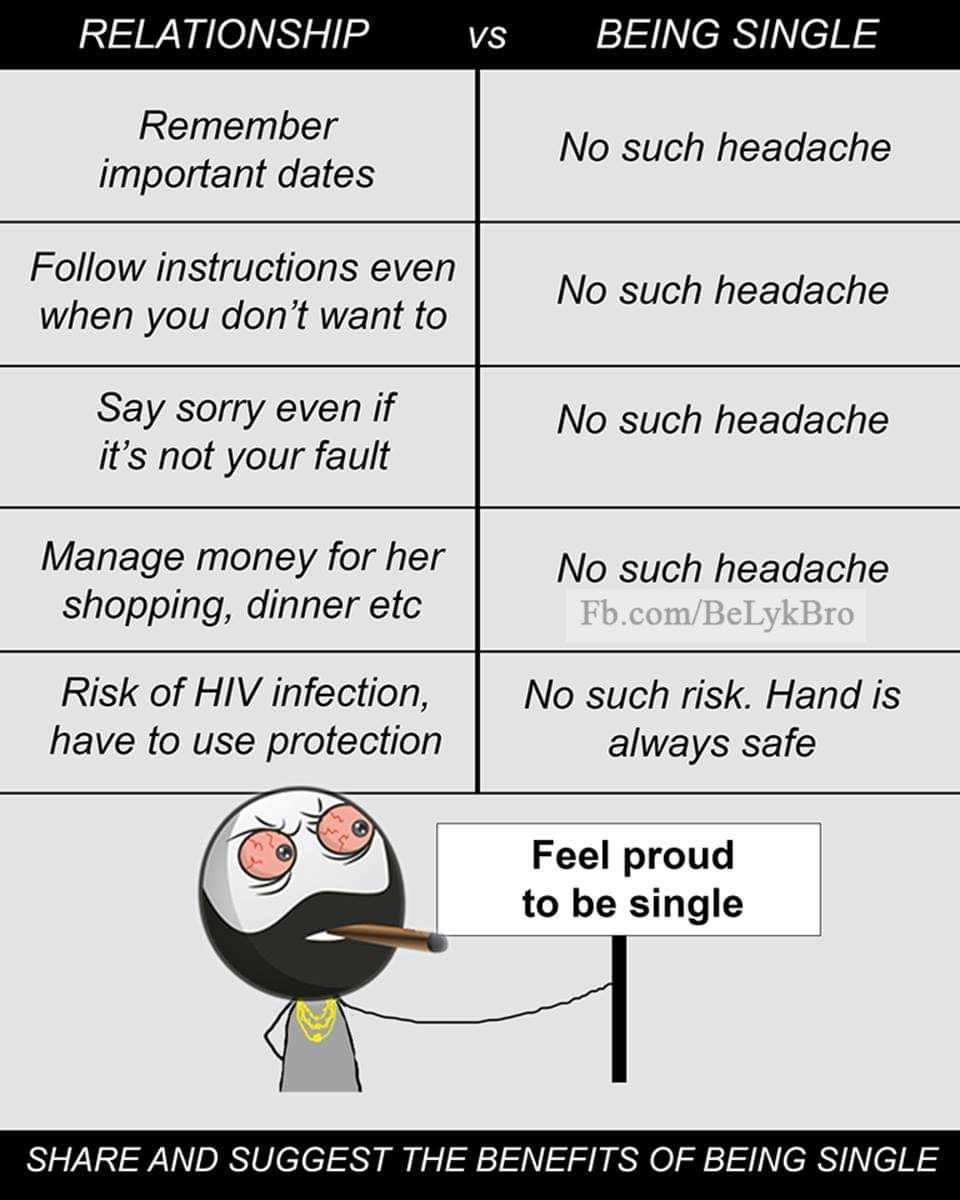 RELATIONSHIP VS BEING SINGLE
Remember
important dates
No such headache
Follow instructions even
when you don't want to
No such headache
Say sorry even if
it's not your fault
No such headache
Manage money for her
shopping, dinner etc
No such headache
Fb.com/BeLykBro
Risk of HIV infection,
have to use protection
No such risk. Hand is
always safe
Feel proud
to be single
SHARE AND SUGGEST THE BENEFITS OF BEING SINGLE